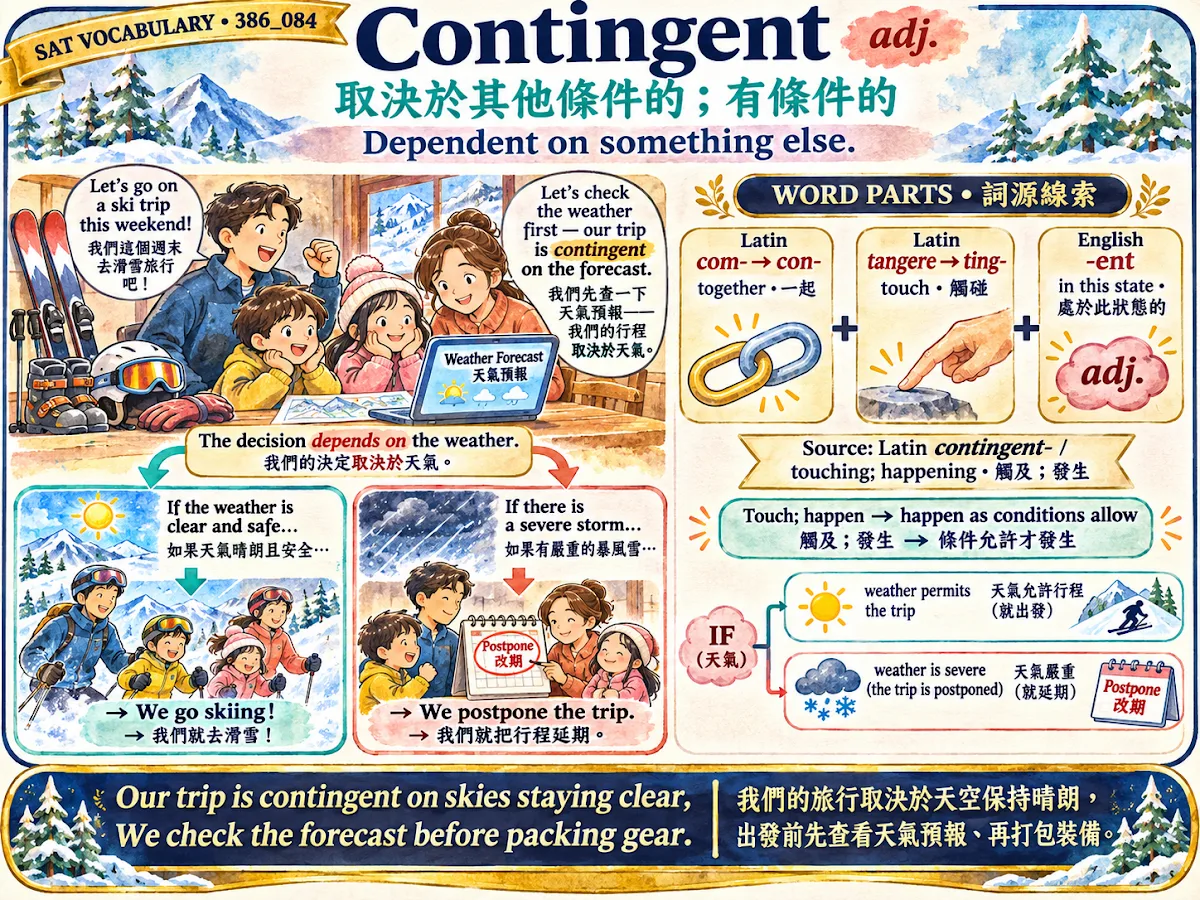 SAT VOCABULARY • 386_084
Contingent
adj.
取決於其他條件的；有條件的
Dependent on something else.
Let's go on
a ski trip
this weekend!
我們這個週末
去滑雪旅行
吧！
Let's check
the weather
first — our trip
is contingent
on the forecast.
我們先查一下
天氣預報——
我們的行程
取決於天氣。
Weather Forecast
天氣預報
The decision depends on the weather.
我們的決定取決於天氣。
If the weather is
clear and safe...
如果天氣晴朗且安全⋯
→ We go skiing!
→ 我們就去滑雪！
If there is
a severe storm...
如果有嚴重的暴風雪⋯
Postpone
改期
→ We postpone the trip.
→ 我們就把行程延期。
WORD PARTS • 詞源線索
Latin
com- → con-
together • 一起
+
Latin
tangere → ting-
touch • 觸碰
+
English
-ent
in this state •
處於此狀態的
adj.
Source: Latin contingent- /
touching; happening • 觸及；發生
Touch; happen → happen as conditions allow
觸及；發生 → 條件允許才發生
IF
(天氣)
weather permits
the trip
天氣允許行程
(就出發)
weather is severe
(the trip is postponed)
天氣嚴重
(就延期)
Postpone
改期
Our trip is contingent on skies staying clear,
We check the forecast before packing gear.
我們的旅行取決於天空保持晴朗，
出發前先查看天氣預報、再打包裝備。